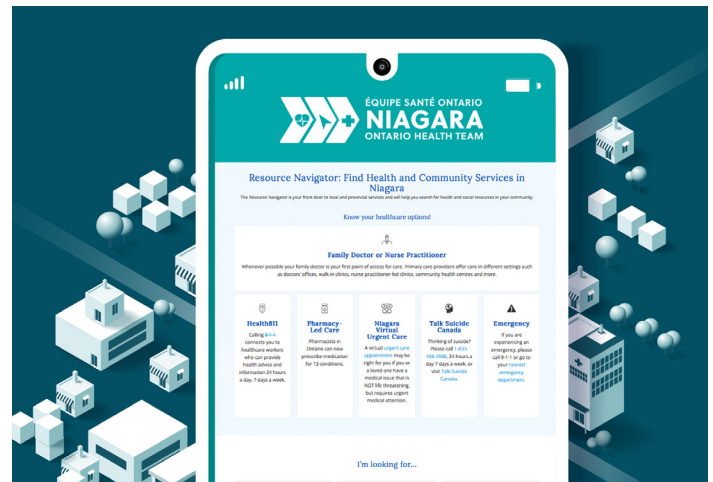 ÉQUIPE SANTÉ ONTARIO
NIAGARA
ONTARIO HEALTH TEAM
Resource Navigator: Find Health and Community Services in
Niagara
The Resource Navigator is your front door to local and provincial services and will help you search for health and social resources in your community.
Know your healthcare options!
Family Doctor or Nurse
Practitioner
Whenever possible your family doctor is your first point of access for care. Primary care providers offer care in different settings such
as doctors' offices, walk-in clinics, nurse practitioner-led clinics, community health centres and more.
Health811
Calling 8-1-1
connects you to
healthcare workers
who can provide
health advice and
information 24 hours
a day, 7 days a week.
Pharmacy-
Led Care
Pharmacists in
Ontario can now
prescribe medication
for 13 conditions.
Niagara
Virtual
Urgent Care
A virtual urgent care
appointment may be
right for you if you or
a loved one have a
medical issue that is
NOT life threatening,
but requires urgent
medical attention.
Talk Suicide
Canada
Thinking of suicide?
Please call 1-833-
456-4566, 24 hours a
day 7 days a week, or
visit Talk Suicide
Canada.
Emergency
If you are
experiencing an
emergency, please
call 9-1-1 or go to
your nearest
emergency
department.
I'm looking for...